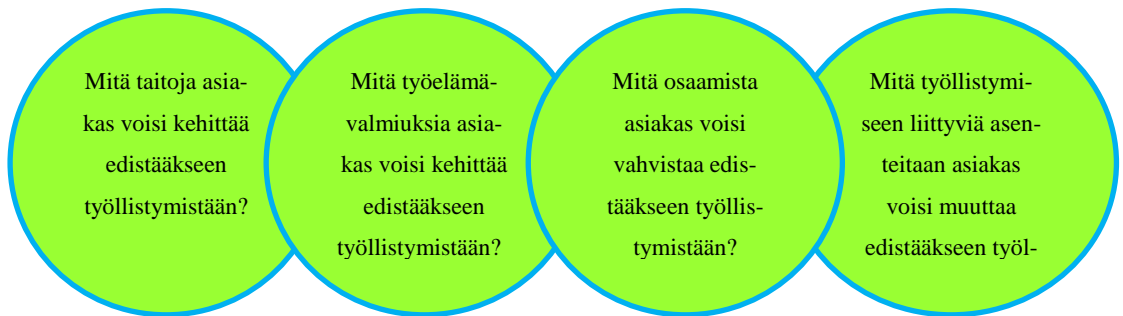 Mitä taitoja asia-
kas voisi kehittää
edistääkseen
työllistymistään?
Mitä työelämä-
valmiuksia asia-
kas voisi kehittää
edistääkseen
työllistymistään?
Mitä osaamista
asiakas voisi
vahvistaa edis-
tääkseen työllis-
tymistään?
Mitä työllistymi-
seen liittyviä asen-
teitaan asiakas
voisi muuttaa
edistääkseen työl-